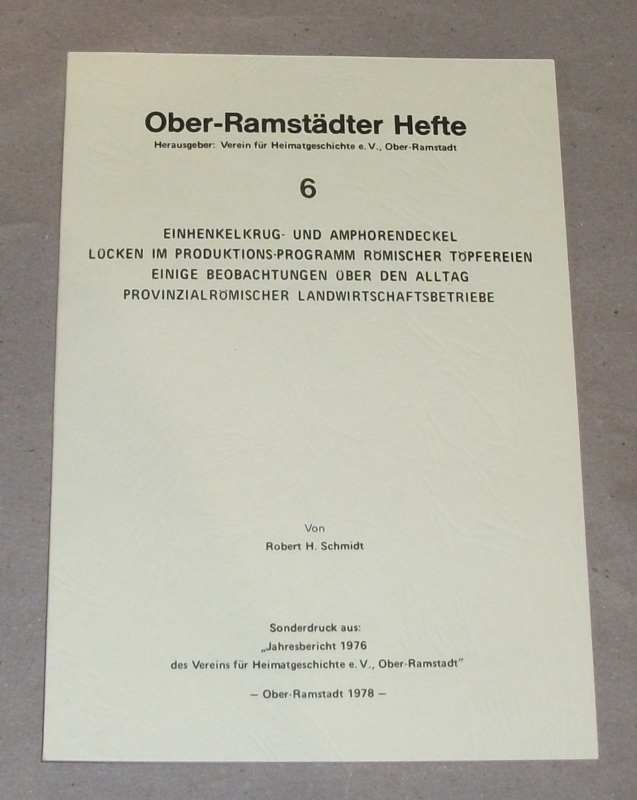 Ober-Ramstädter Hefte
Herausgeber: Verein für Heimatgeschichte e. V., Ober-Ramstadt
6
EINHENKELKRUG- UND AMPHORENDECKEL
LÜCKEN IM PRODUKTIONS-PROGRAMM RÖMISCHER TÖPFEREIEN
EINIGE BEOBACHTUNGEN ÜBER DEN ALLTAG
PROVINZIALRÖMISCHER LANDWIRTSCHAFTSBETRIEBE
Von
Robert H. Schmidt
Sonderdruck aus:
„Jahresbericht 1976
des Vereins für Heimatgeschichte e. V., Ober-Ramstadt"
– Ober-Ramstadt 1978 –